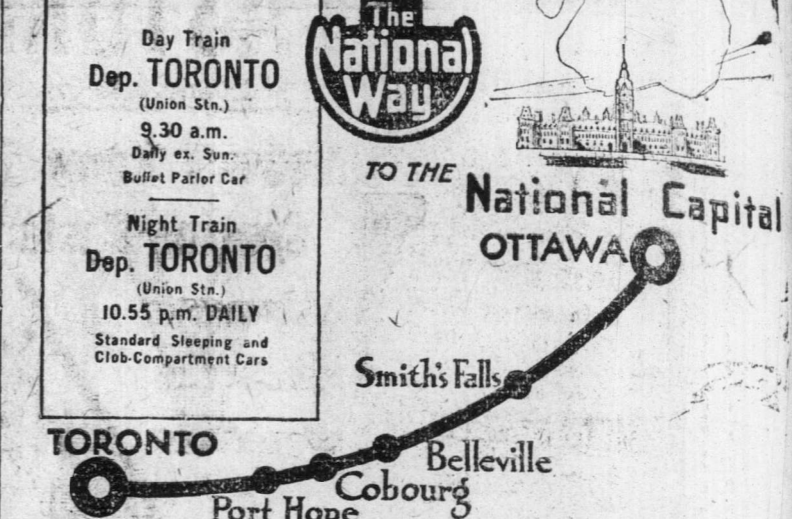 Day Train
Dep. TORONTO
(Union Stn.)
9.30 a.m.
Daily ex. Sun.
Buffet Parlor Car
Night Train
Dep. TORONTO
(Union Stn.)
10.55 p.m. DAILY
Standard Sleeping and
Club-Compartment Cars
The
National
Way
TO THE
National Capital
OTTAWA
Smith's Falls
Belleville
Cobourg
Port Hope
TORONTO